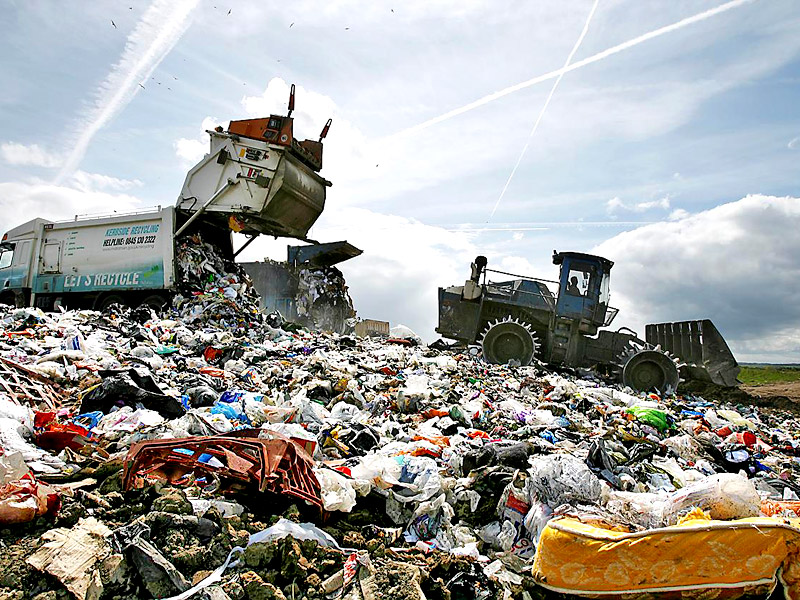 KERBSIDE RECYCLING
HELPLINE: 0845 130 2322
LET'S RECYCLE